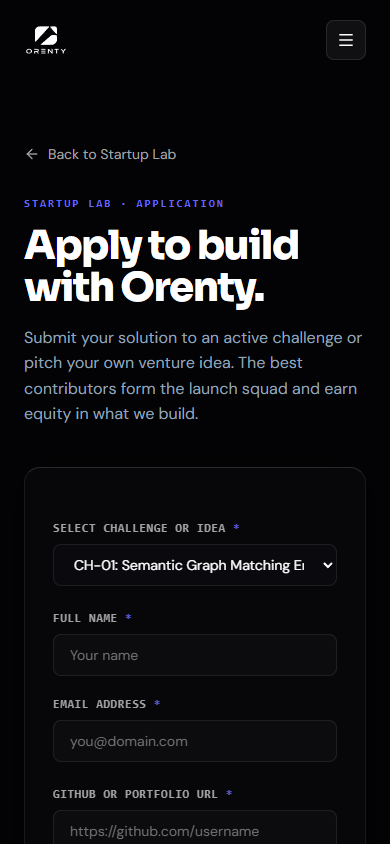 ORENTY
Back to Startup Lab
STARTUP LAB · APPLICATION
Apply to build
with Orenty.
Submit your solution to an active challenge or
pitch your own venture idea. The best
contributors form the launch squad and earn
equity in what we build.
SELECT CHALLENGE OR IDEA *
CH-01: Semantic Graph Matching En
FULL NAME *
Your name
EMAIL ADDRESS *
you@domain.com
GITHUB OR PORTFOLIO URL *
https://github.com/username